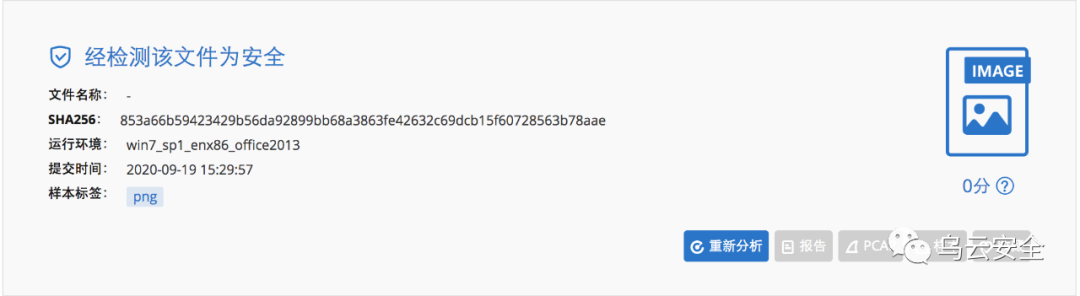 经检测该文件为安全
IMAGE
文件名称： -
SHA256： 853a66b59423429b56da92899bb68a3863fe42632c69dcb15f60728563b78aae
运行环境： win7_sp1_enx86_office2013
提交时间： 2020-09-19 15:29:57
样本标签： png
0分 ?
重新分析 报告 PCA
乌云安全